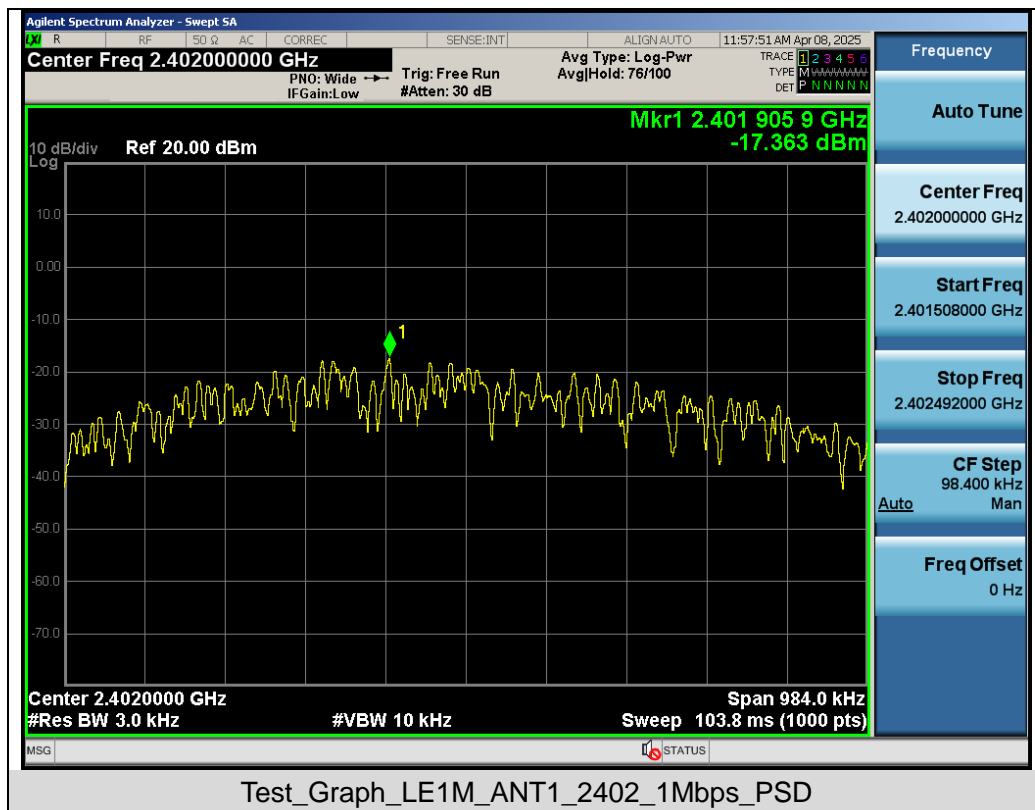 Agilent Spectrum Analyzer - Swept SA
LXI R RF 50 Ω AC CORREC SENSE:INT ALIGN AUTO 11:57:51 AM Apr 08, 2025
Center Freq 2.402000000 GHz
PNO: Wide
IFGain:Low
Trig: Free Run
#Atten: 30 dB
Avg Type: Log-Pwr
Avg|Hold: 76/100
TRACE 1 2 3 4 5 6
TYPE M
DET P N N N N N
Mkr1 2.401 905 9 GHz
-17.363 dBm
10 dB/div Ref 20.00 dBm
Log
10.0
0.00
-10.0
-20.0
-30.0
-40.0
-50.0
-60.0
-70.0
1
Center 2.4020000 GHz Span 984.0 kHz
#Res BW 3.0 kHz #VBW 10 kHz Sweep 103.8 ms (1000 pts)
MSG STATUS
Frequency
Auto Tune
Center Freq
2.402000000 GHz
Start Freq
2.401508000 GHz
Stop Freq
2.402492000 GHz
CF Step
98.400 kHz
Auto Man
Freq Offset
0 Hz
Test_Graph_LE1M_ANT1_2402_1Mbps_PSD